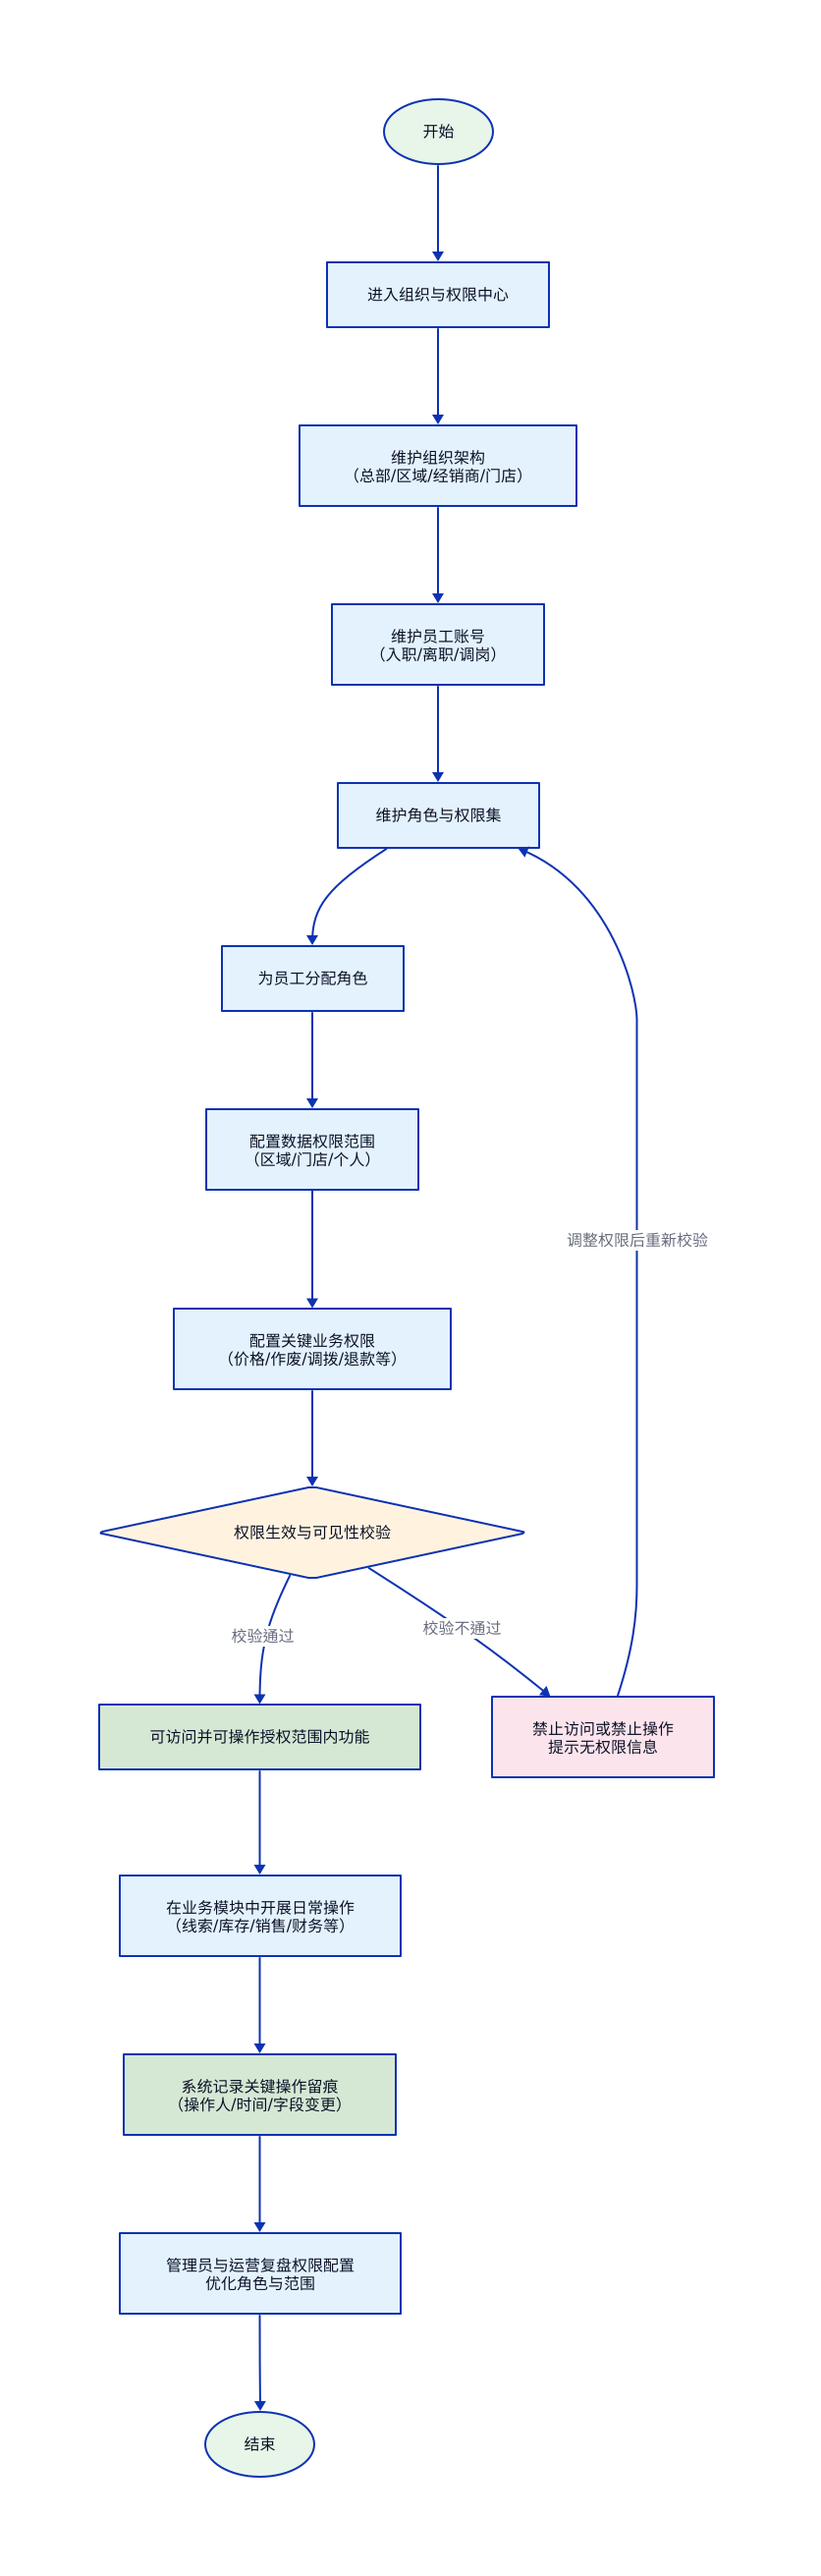 开始
进入组织与权限中心
维护组织架构
（总部/区域/经销商/门店）
维护员工账号
（入职/离职/调岗）
维护角色与权限集
为员工分配角色
配置数据权限范围
（区域/门店/个人）
调整权限后重新校验
配置关键业务权限
（价格/作废/调拨/退款等）
权限生效与可见性校验
校验通过
校验不通过
可访问并可操作授权范围内功能
禁止访问或禁止操作
提示无权限信息
在业务模块中开展日常操作
（线索/库存/销售/财务等）
系统记录关键操作留痕
（操作人/时间/字段变更）
管理员与运营复盘权限配置
优化角色与范围
结束